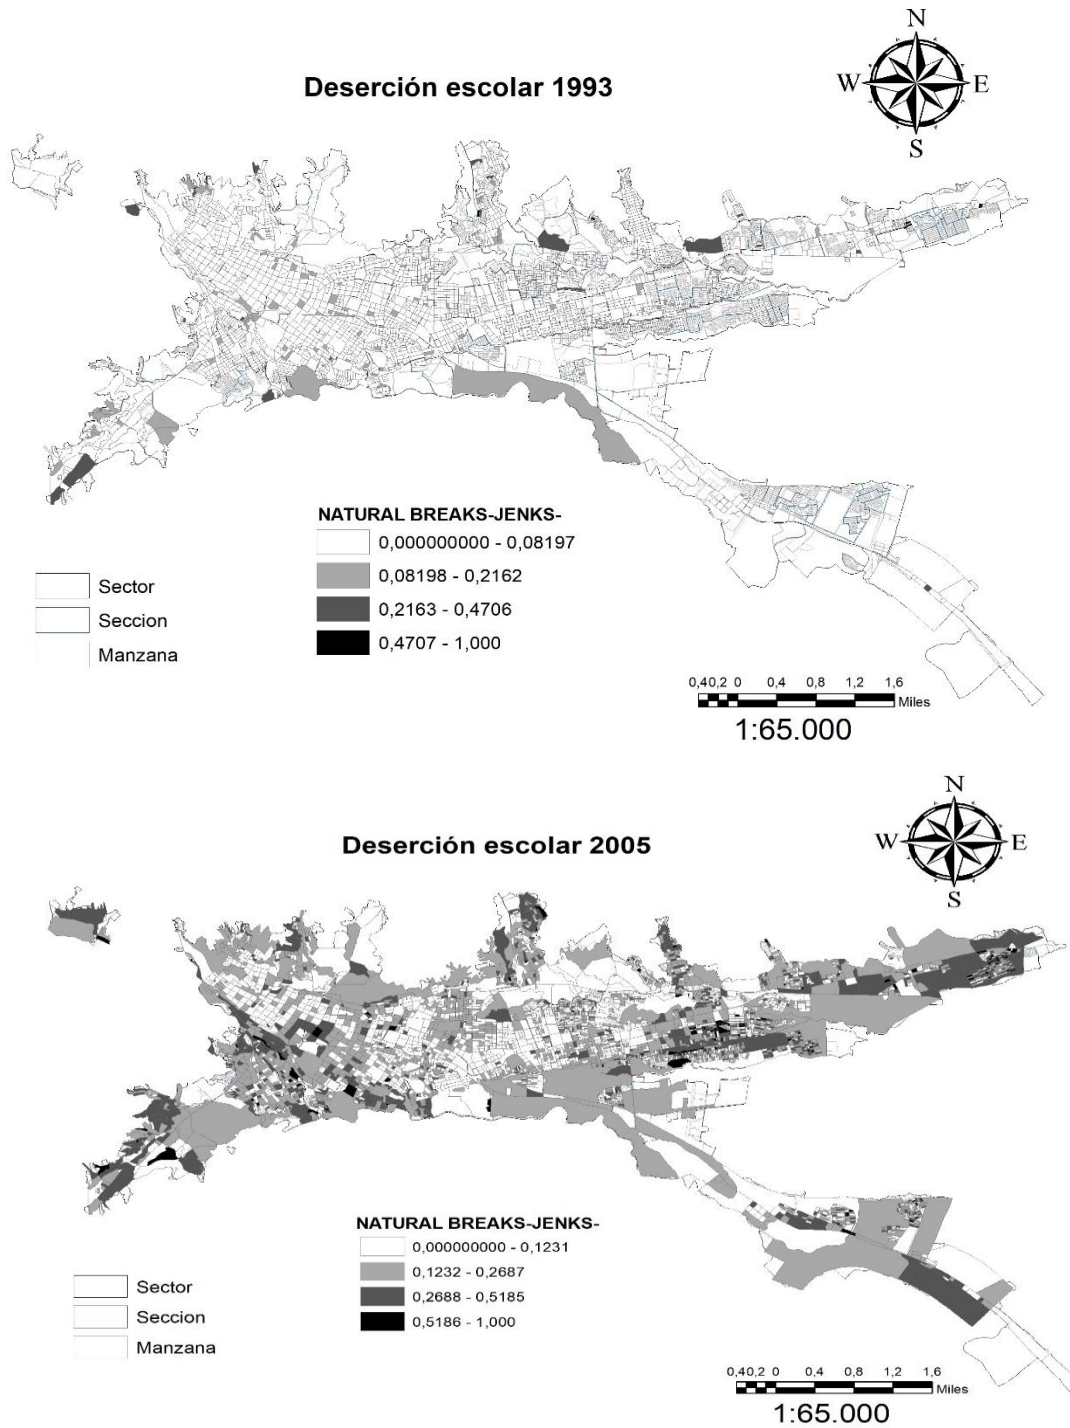 N
Deserción escolar 1993
W E
S
NATURAL BREAKS-JENKS-
0,000000000 - 0,08197
0,08198 - 0,2162
0,2163 - 0,4706
0,4707 - 1,000
Sector
Seccion
Manzana
0,40,2 0 0,4 0,8 1,2 1,6
Miles
1:65.000
N
Deserción escolar 2005
W E
S
NATURAL BREAKS-JENKS-
0,000000000 - 0,1231
0,1232 - 0,2687
0,2688 - 0,5185
0,5186 - 1,000
Sector
Seccion
Manzana
0,40,2 0 0,4 0,8 1,2 1,6
Miles
1:65.000